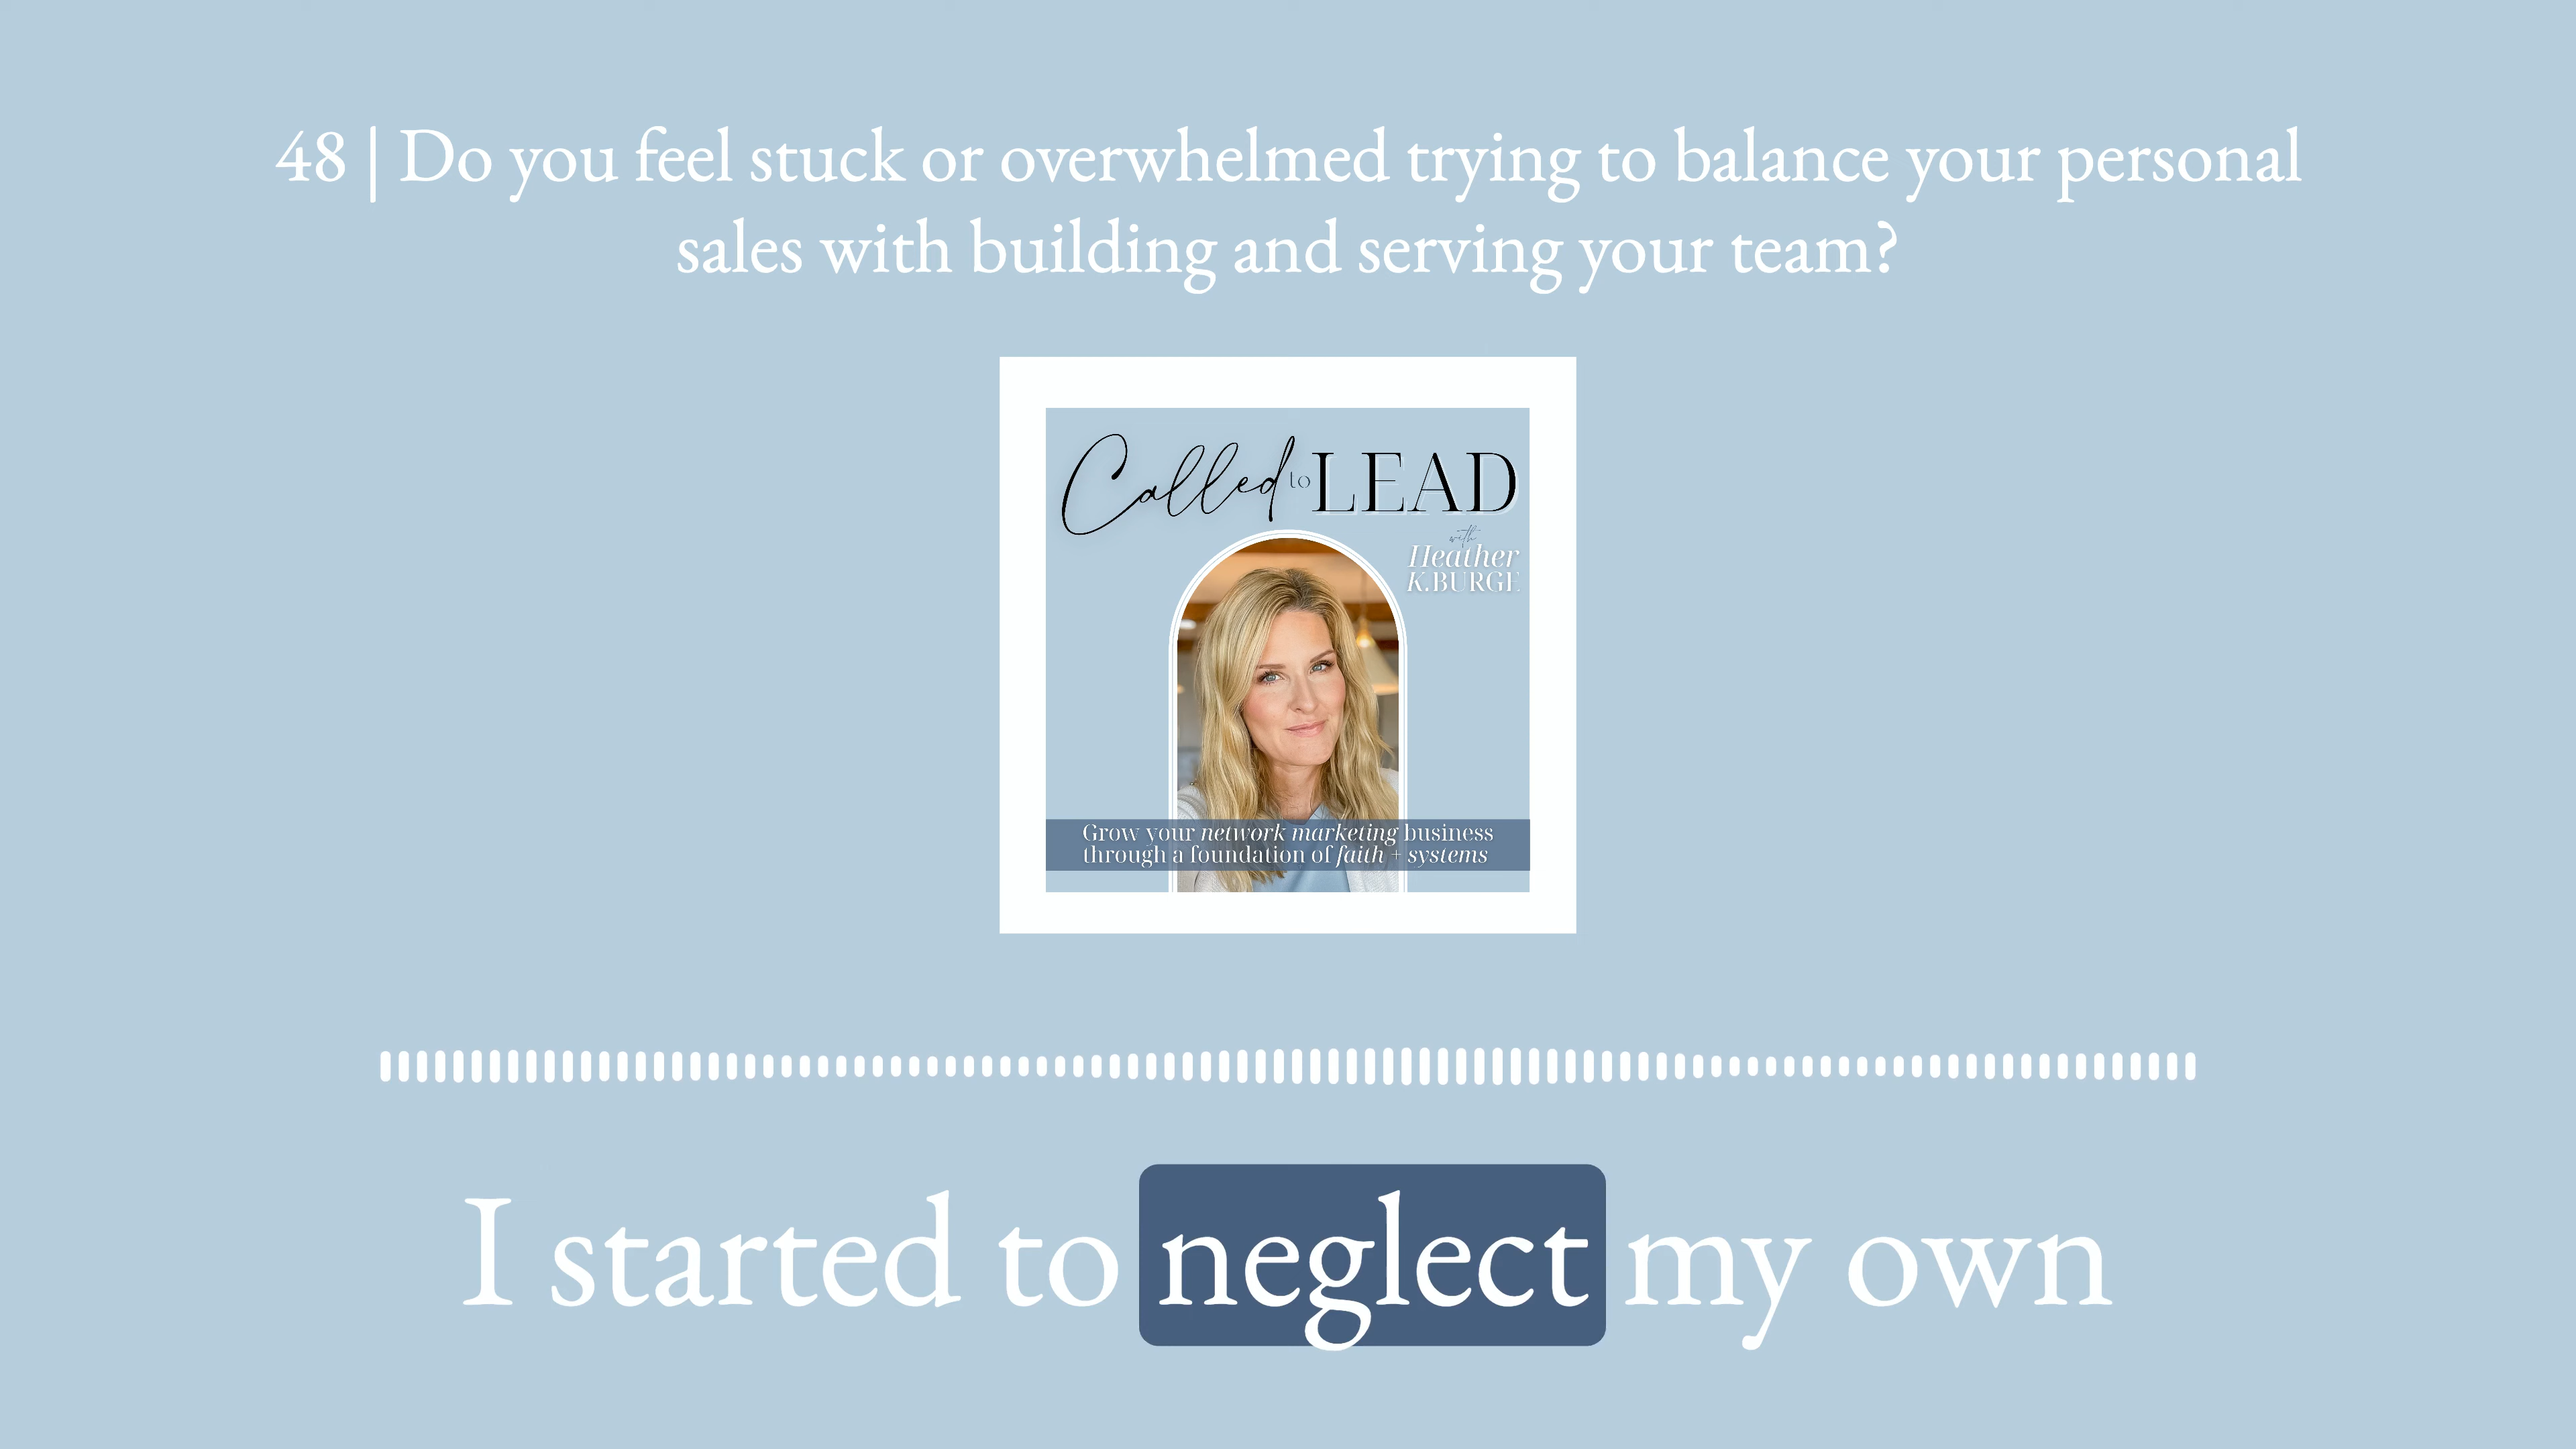 48 | Do you feel stuck or overwhelmed trying to balance your personal
sales with building and serving your team?
Called to LEAD
with
Heather
K.BURGE
Grow your network marketing business
through a foundation of faith + systems
I started to neglect my own